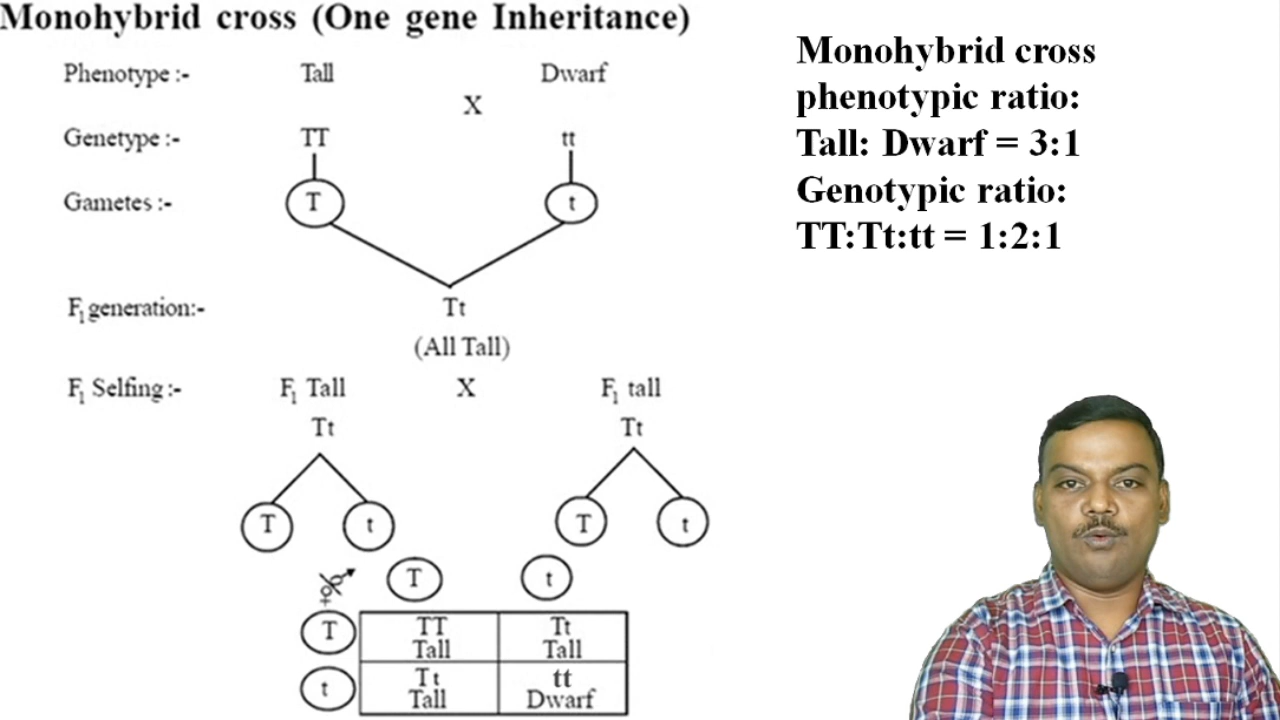 Monohybrid cross (One gene Inheritance)
Phenotype :- Tall Dwarf
X
Genetype :- TT tt
Gametes :- T t
F1 generation:- Tt
(All Tall)
F1 Selfing :- F1 Tall X F1 tall
Tt Tt
T t T t
T t
T TT Tt
Tall Tall
t Tt tt
Tall Dwarf
Monohybrid cross
phenotypic ratio:
Tall: Dwarf = 3:1
Genotypic ratio:
TT:Tt:tt = 1:2:1